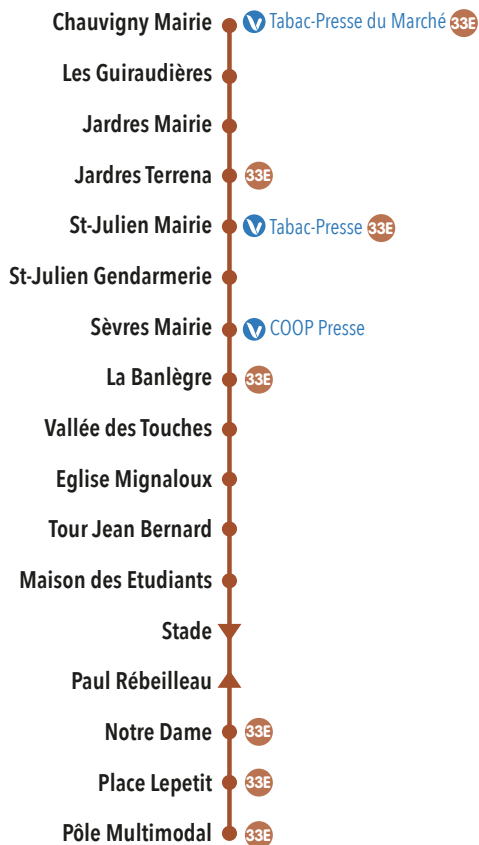 Chauvigny Mairie Tabac-Presse du Marché 33E
Les Guiraudières
Jardres Mairie
Jardres Terrena 33E
St-Julien Mairie Tabac-Presse 33E
St-Julien Gendarmerie
Sèvres Mairie COOP Presse
La Banlègre 33E
Vallée des Touches
Eglise Mignaloux
Tour Jean Bernard
Maison des Etudiants
Stade
Paul Rébeilleau
Notre Dame 33E
Place Lepetit 33E
Pôle Multimodal 33E